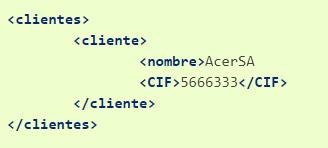 <clientes>
<cliente>
<nombre>AcerSA
<CIF>5666333</CIF>
</cliente>
</clientes>